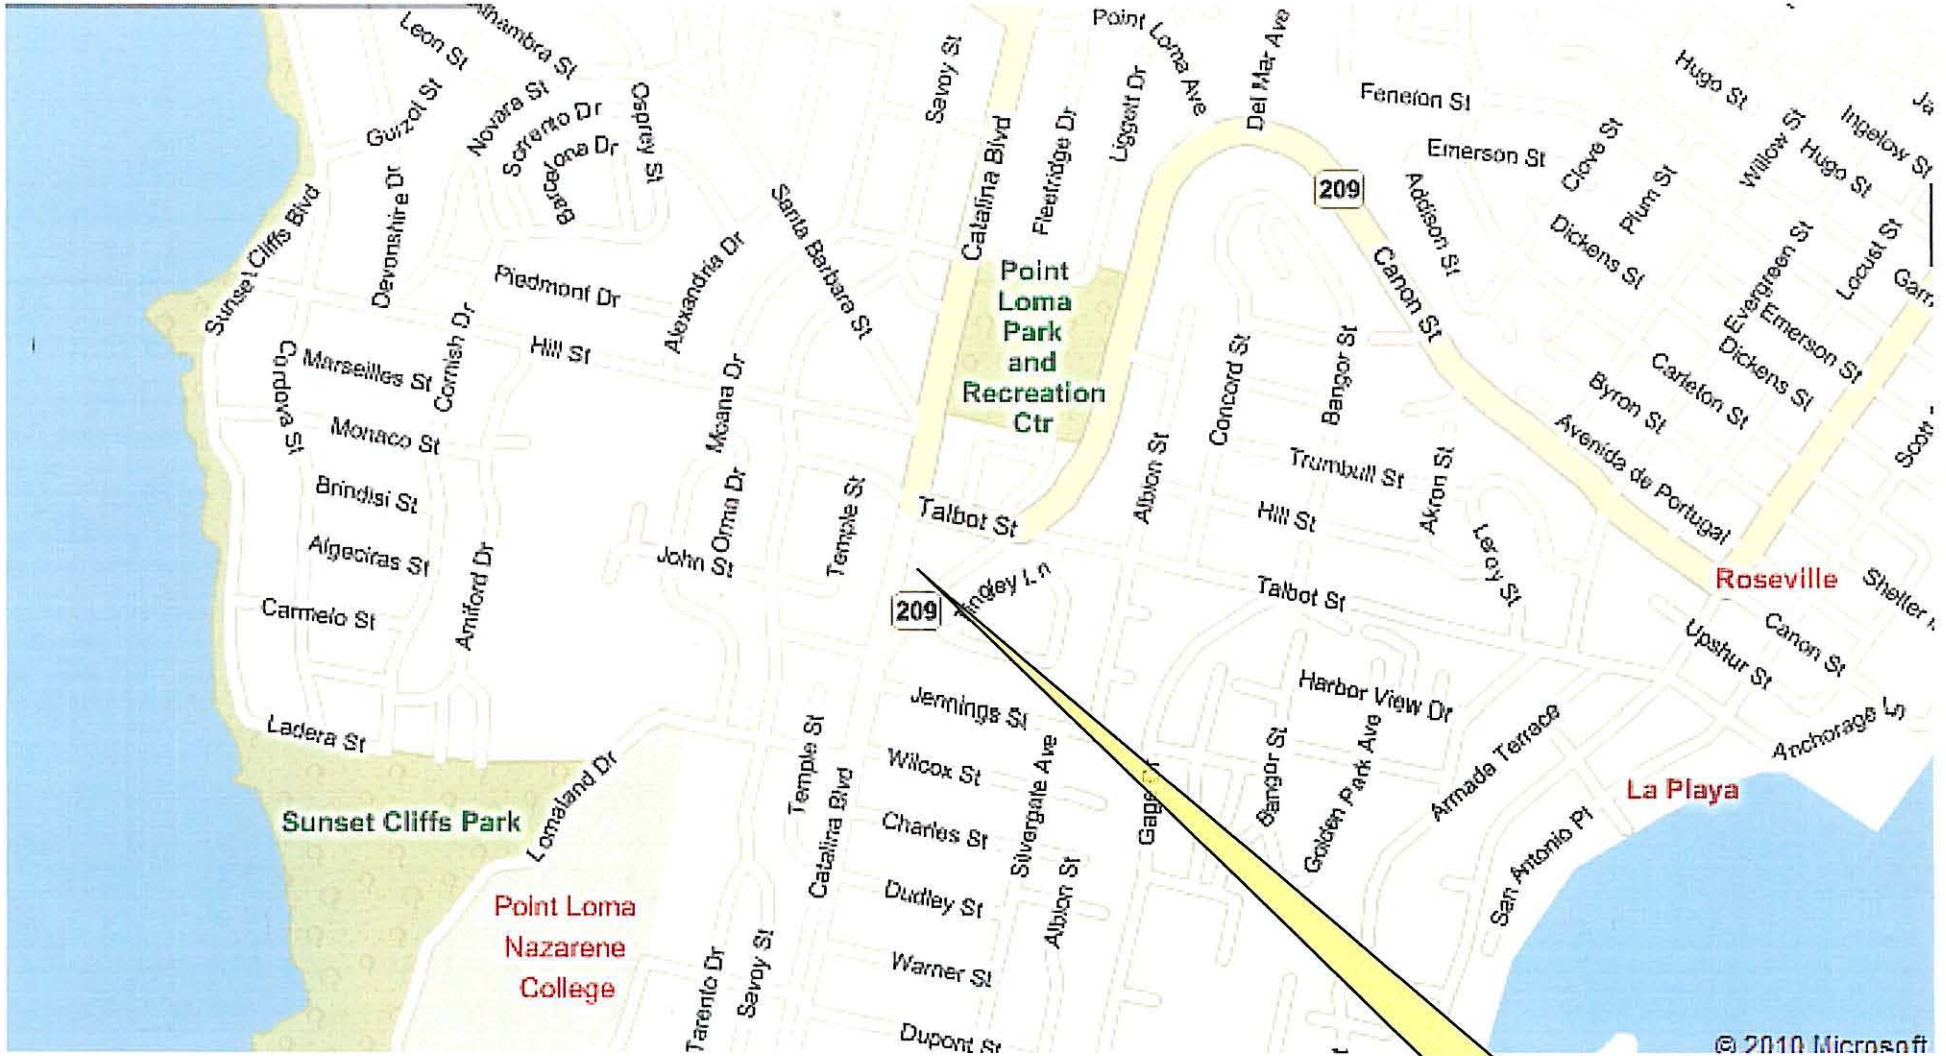 Leon St
Alhambra St
Savoy St
Point Loma Ave
Del Mar Ave
Hugo St
Ja
Gurzol St
Novara St
Sorrento Dr
Barcelona Dr
Osprey St
Catalina Blvd
Fleetridge Dr
Liggett Dr
Fenelon St
Emerson St
Clove St
Willow St
Hugo St
Ingelow St
209
Addison St
Plum St
Devonshire Dr
Sunset Cliffs Blvd
Santa Barbara St
Alexandria Dr
Piedmont Dr
Point
Loma
Park
and
Recreation
Ctr
Canon St
Dickens St
Evergreen St
Locust St
Garr
Cordova St
Marseilles St
Cornish Dr
Hill St
Moana Dr
Concord St
Bangor St
Emerson St
Dickens St
Carleton St
Byron St
Monaco St
Brindisi St
Orma Dr
Temple St
Talbot St
Albion St
Trumbull St
Akron St
Hill St
Avenida de Portugal
Scott
Algeciras St
Amiford Dr
John St
Leroy St
Talbot St
Roseville
Shelter
Carmelo St
209
Ln
Upshur St
Canon St
Ladera St
Jennings St
Harbor View Dr
Anchorage Ln
Lomaland Dr
Temple St
Catalina Blvd
Wilcox St
Silvergate Ave
Bangor St
Golden Park Ave
Armada Terrace
La Playa
Sunset Cliffs Park
Charles St
San Antonio Pl
Point Loma
Nazarene
College
Dudley St
Albion St
Tarento Dr
Savoy St
Warner St
Dupont St
t
© 2010 Microsoft